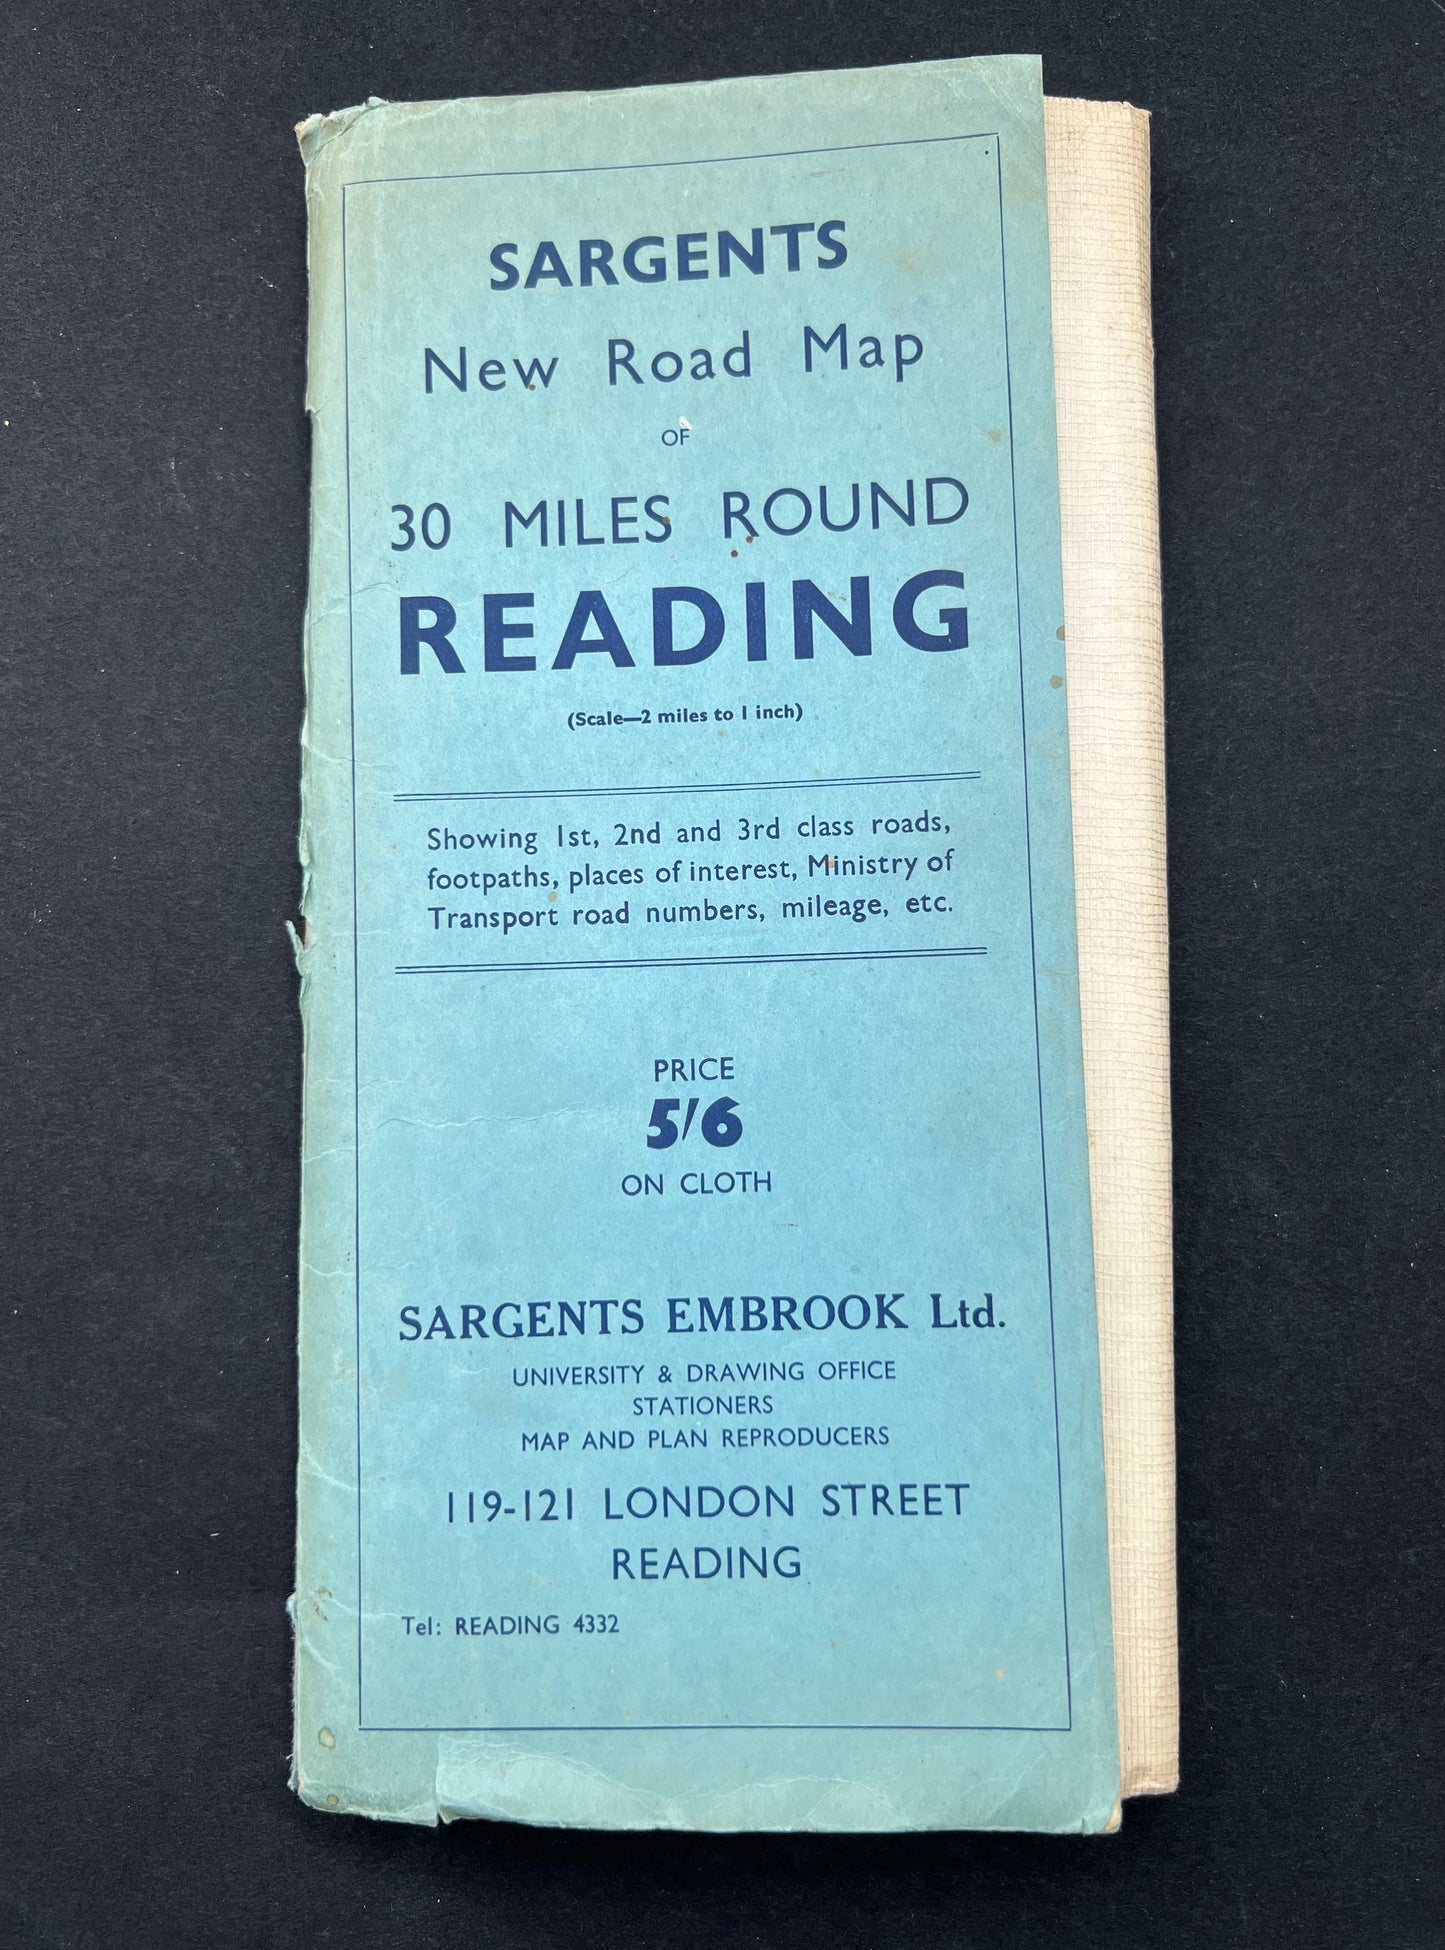 SARGENTS
New Road Map
OF
30 MILES ROUND
READING
(Scale—2 miles to 1 inch)
Showing 1st, 2nd and 3rd class roads,
footpaths, places of interest, Ministry of
Transport road numbers, mileage, etc.
PRICE
5/6
ON CLOTH
SARGENTS EMBROOK Ltd.
UNIVERSITY & DRAWING OFFICE
STATIONERS
MAP AND PLAN REPRODUCERS
119-121 LONDON STREET
READING
Tel: READING 4332